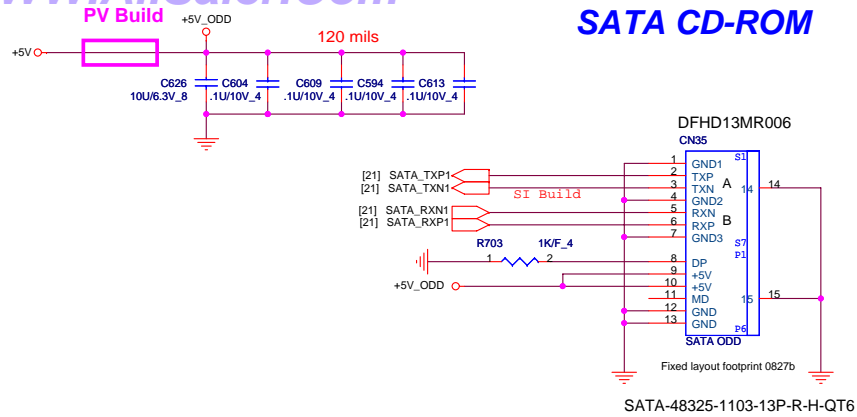 www.AliSaler.Com
PV Build
+5V_ODD
SATA CD-ROM
120 mils
+5V
C626
C604
C609
C594
C613
10U/6.3V_8
.1U/10V_4
.1U/10V_4
.1U/10V_4
.1U/10V_4
DFHD13MR006
CN35
[21] SATA_TXP1
[21] SATA_TXN1
SI Build
[21] SATA_RXN1
[21] SATA_RXP1
R703
1K/F_4
1
2
+5V_ODD
1 GND1 S1
2 TXP
3 TXN A 14 14
4 GND2
5 RXN
6 RXP B
7 GND3 S7
P1
8 DP
9 +5V
10 +5V
11 MD 15 15
12 GND
13 GND P6
SATA ODD
Fixed layout footprint 0827b
SATA-48325-1103-13P-R-H-QT6